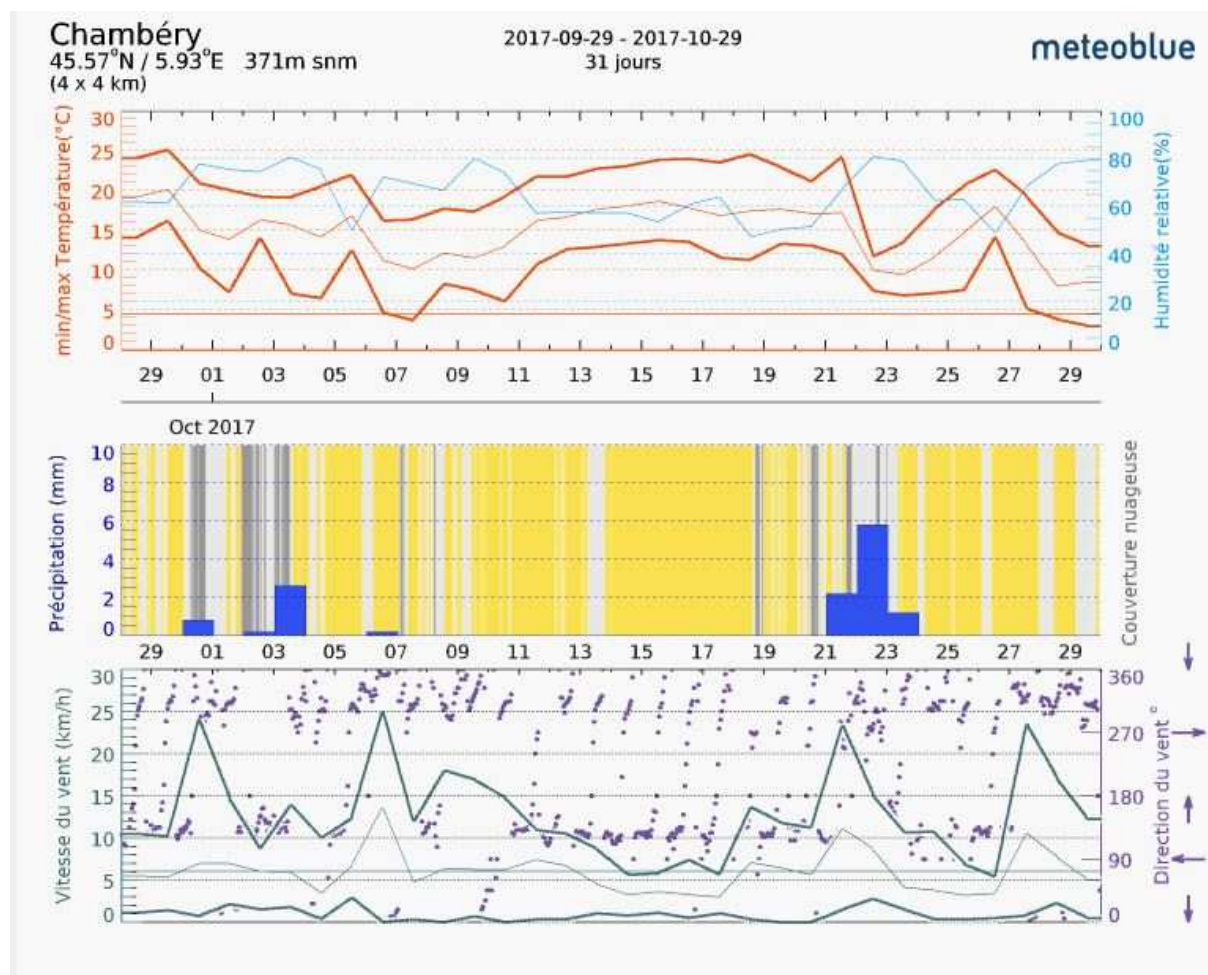 Chambéry
45.57°N / 5.93°E 371m snm
(4 x 4 km)
2017-09-29 - 2017-10-29
31 jours
meteoblue
min/max Température(°C)
30
25
20
15
10
5
0
100
80
60
40
20
0
Humidité relative(%)
29 01 03 05 07 09 11 13 15 17 19 21 23 25 27 29
Oct 2017
Précipitation (mm)
10
8
6
4
2
0
Couverture nuageuse
29 01 03 05 07 09 11 13 15 17 19 21 23 25 27 29
Vitesse du vent (km/h)
30
25
20
15
10
5
0
360
270
180
90
0
Direction du vent °